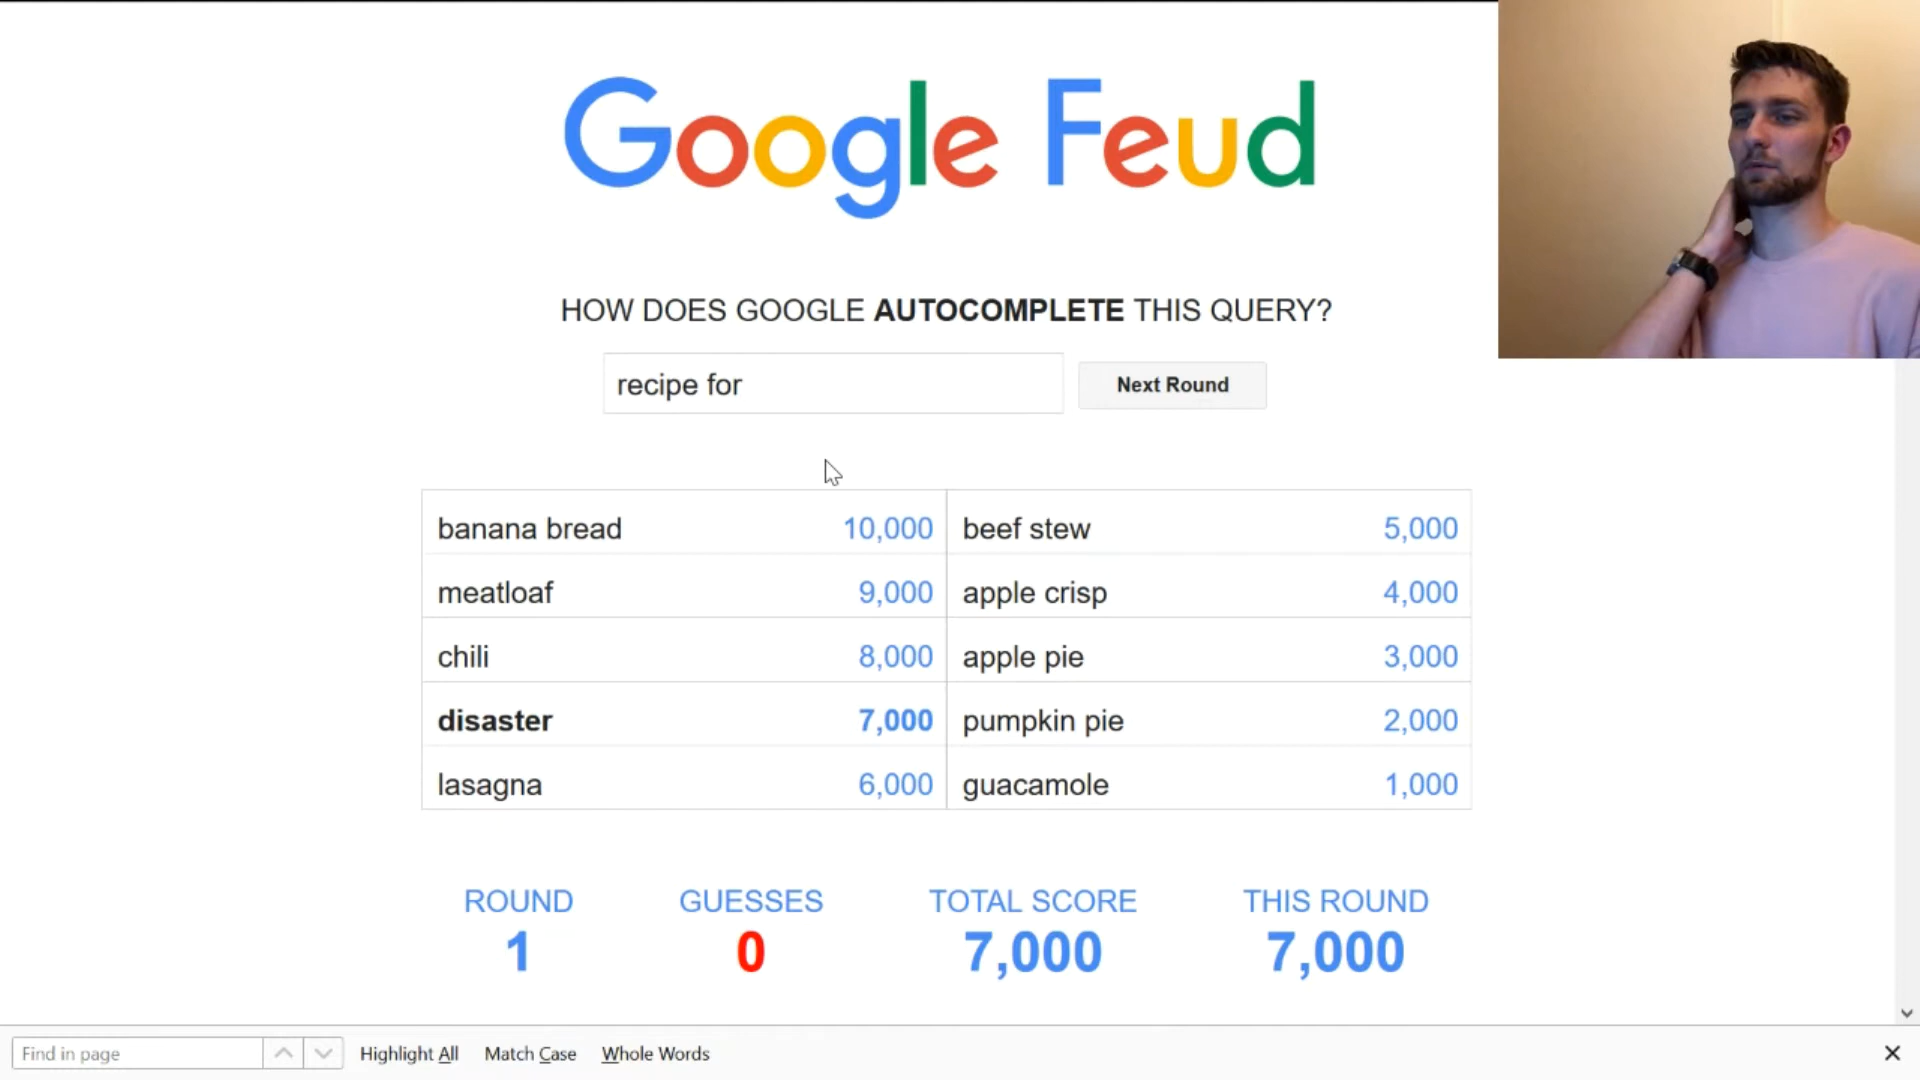 Google Feud
HOW DOES GOOGLE AUTOCOMPLETE THIS QUERY?
recipe for
Next Round
banana bread 10,000 beef stew 5,000
meatloaf 9,000 apple crisp 4,000
chili 8,000 apple pie 3,000
disaster 7,000 pumpkin pie 2,000
lasagna 6,000 guacamole 1,000
ROUND GUESSES TOTAL SCORE THIS ROUND
1 0 7,000 7,000
Find in page Highlight All Match Case Whole Words